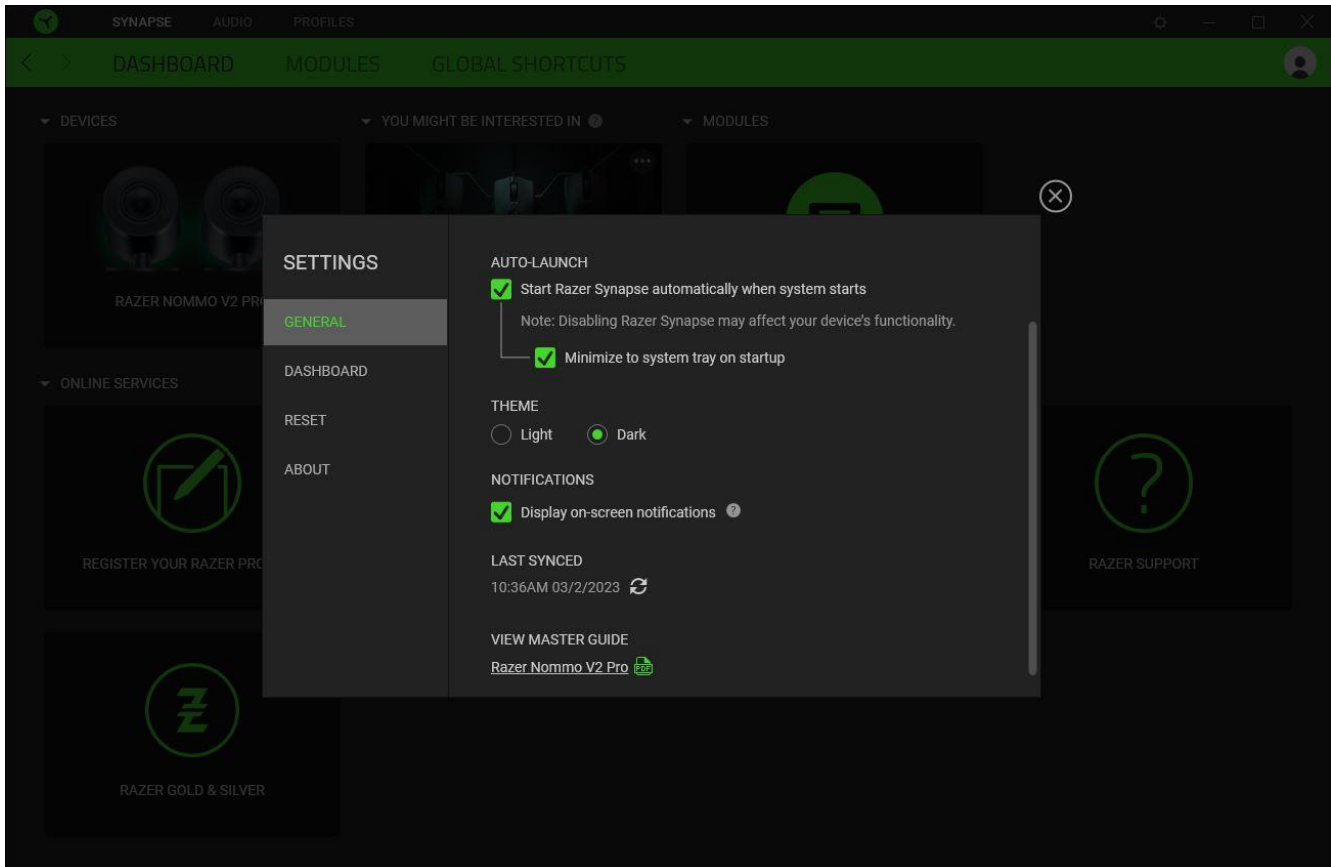 SYNAPSE AUDIO PROFILES
DASHBOARD MODULES GLOBAL SHORTCUTS
DEVICES
YOU MIGHT BE INTERESTED IN ?
MODULES
RAZER NOMMO V2
ONLINE SERVICES
REGISTER YOUR RAZER
RAZER GOLD & SILVER
RAZER SUPPORT
SETTINGS
GENERAL
DASHBOARD
RESET
ABOUT
AUTO-LAUNCH
Start Razer Synapse automatically when system starts
Note: Disabling Razer Synapse may affect your device’s functionality.
Minimize to system tray on startup
THEME
Light Dark
NOTIFICATIONS
Display on-screen notifications ?
LAST SYNCED
10:36AM 03/2/2023
VIEW MASTER GUIDE
Razer Nommo V2 Pro PDF